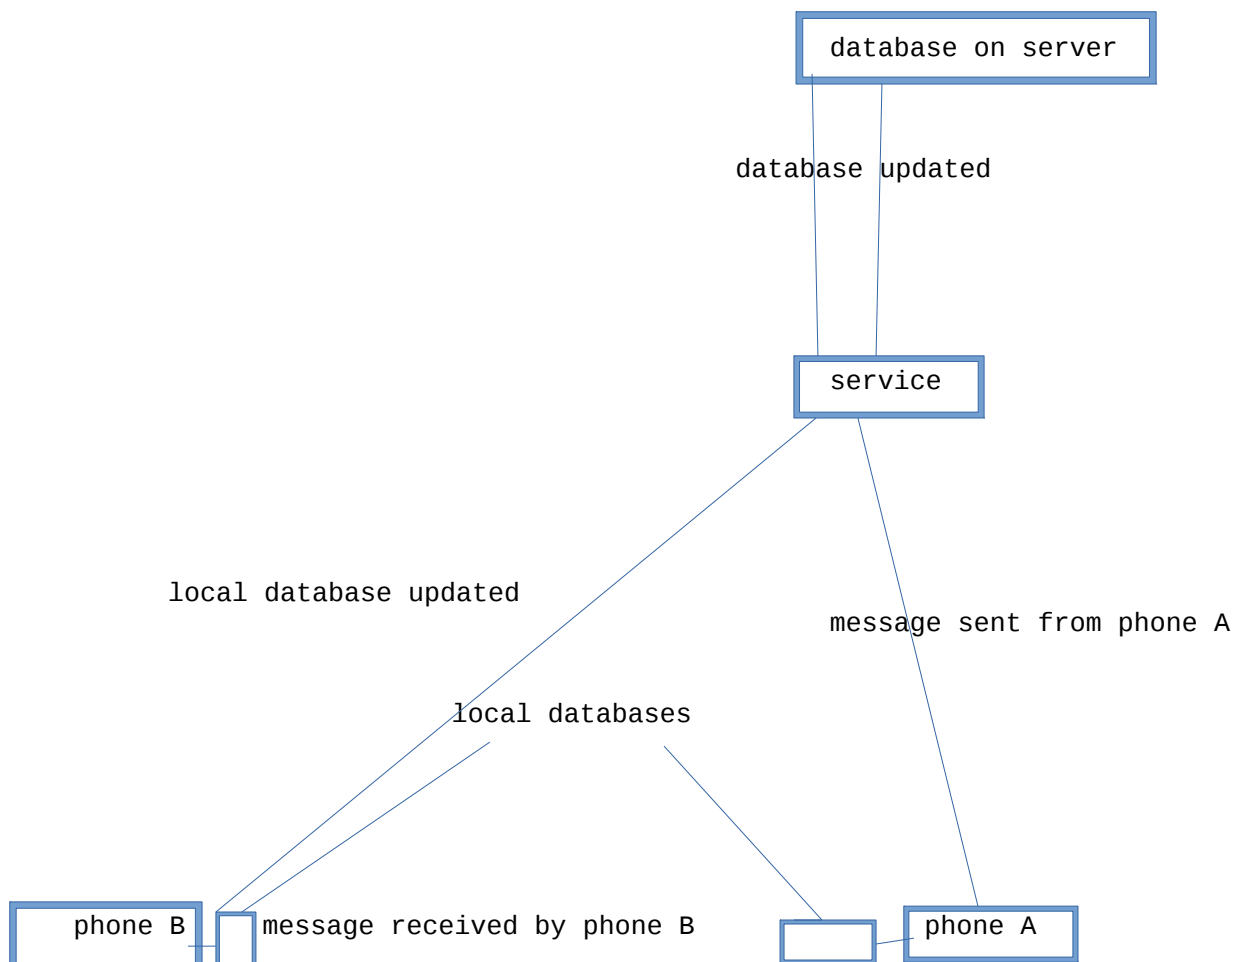 database on server
database updated
service
local database updated
message sent from phone A
local databases
phone B
message received by phone B
phone A